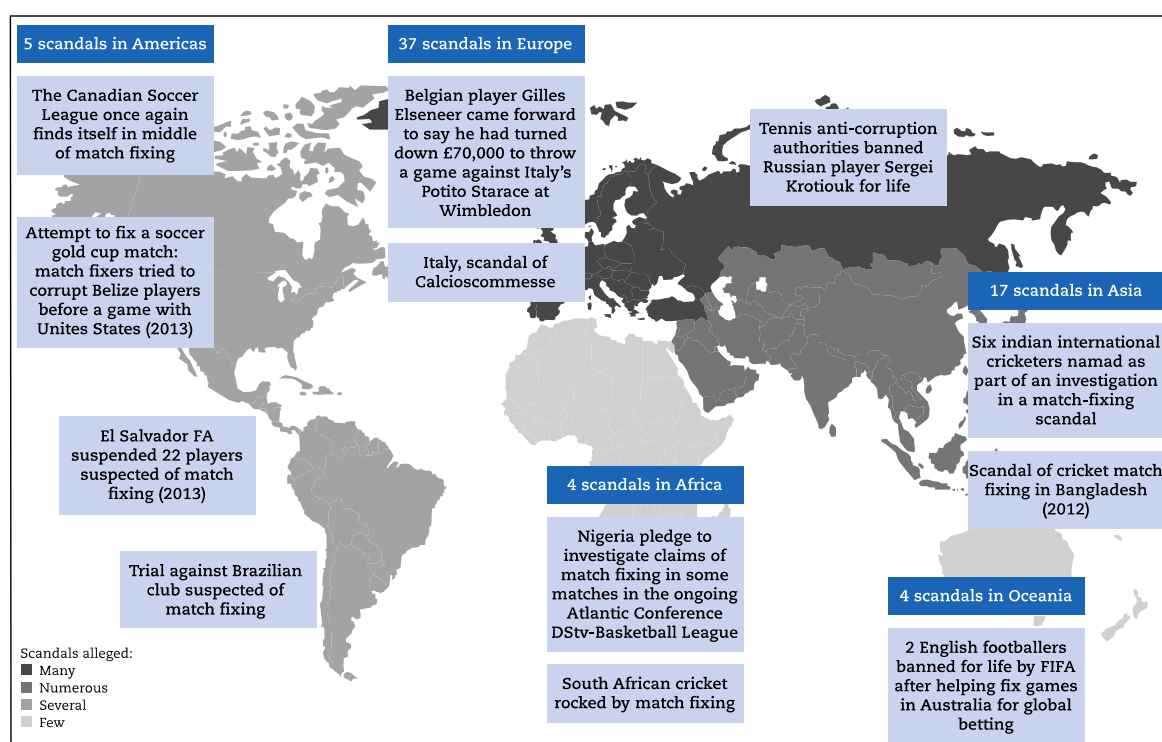 5 scandals in Americas
The Canadian Soccer
League once again
finds itself in middle
of match fixing
Attempt to fix a soccer
gold cup match:
match fixers tried to
corrupt Belize players
before a game with
Unites States (2013)
El Salvador FA
suspended 22 players
suspected of match
fixing (2013)
Trial against Brazilian
club suspected of
match fixing
37 scandals in Europe
Belgian player Gilles
Elseneer came forward
to say he had turned
down £70,000 to throw
a game against Italy’s
Potito Starace at
Wimbledon
Italy, scandal of
Calcioscommesse
Tennis anti-corruption
authorities banned
Russian player Sergei
Krotiouk for life
17 scandals in Asia
Six indian international
cricketers namad as
part of an investigation
in a match-fixing
scandal
Scandal of cricket match
fixing in Bangladesh
(2012)
4 scandals in Africa
Nigeria pledge to
investigate claims of
match fixing in some
matches in the ongoing
Atlantic Conference
DStv-Basketball League
South African cricket
rocked by match fixing
4 scandals in Oceania
2 English footballers
banned for life by FIFA
after helping fix games
in Australia for global
betting
Scandals alleged:
Many
Numerous
Several
Few